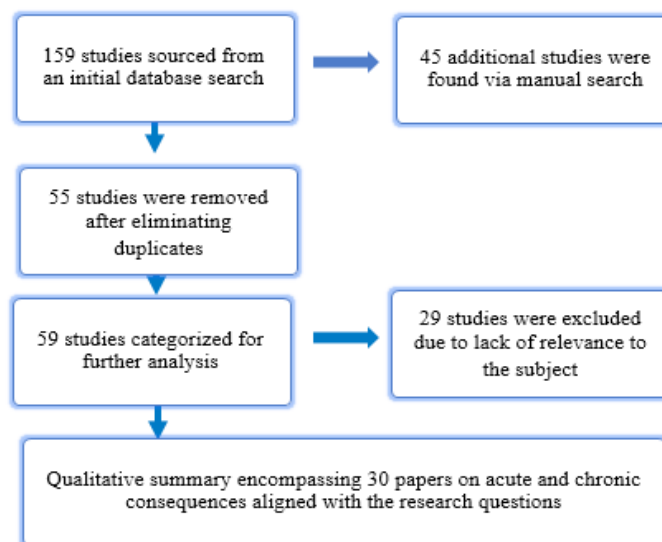 159 studies sourced from
an initial database search
45 additional studies were
found via manual search
55 studies were removed
after eliminating
duplicates
59 studies categorized for
further analysis
29 studies were excluded
due to lack of relevance to
the subject
Qualitative summary encompassing 30 papers on acute and chronic
consequences aligned with the research questions